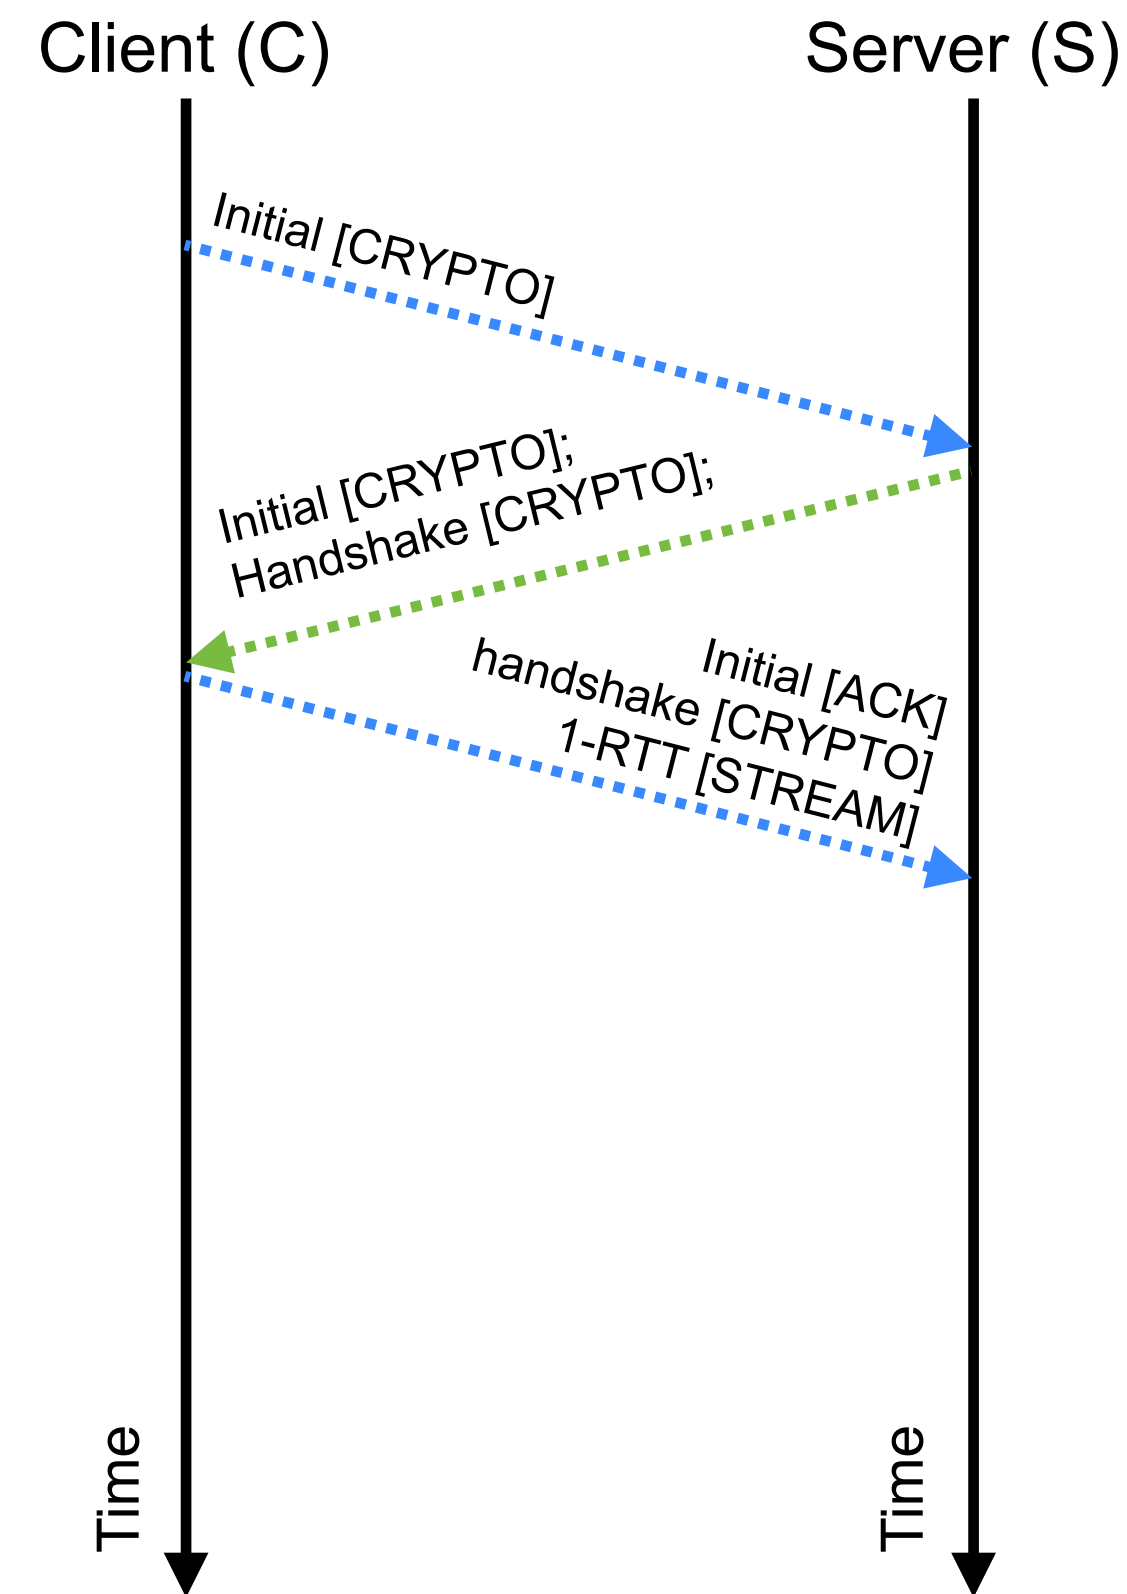 Client (C)
Server (S)
Initial [CRYPTO]
Initial [CRYPTO];
Handshake [CRYPTO];
Initial [ACK]
handshake [CRYPTO]
1-RTT [STREAM]
Time
Time